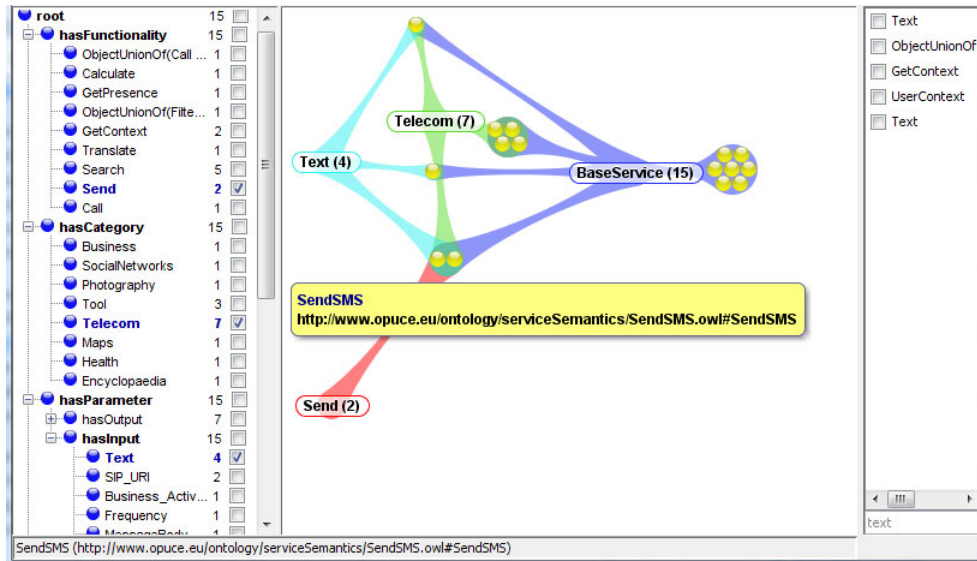 root 15
hasFunctionality 15
ObjectUnionOf(Call ... 1
Calculate 1
GetPresence 1
ObjectUnionOf(Filte... 1
GetContext 2
Translate 1
Search 5
Send 2
Call 1
hasCategory 15
Business 1
SocialNetworks 1
Photography 1
Tool 3
Telecom 7
Maps 1
Health 1
Encyclopaedia 1
hasParameter 15
hasOutput 7
hasInput 15
Text 4
SIP_URI 2
Business_Activ... 1
Frequency 1
MessageBody 1
Telecom (7)
Text (4)
BaseService (15)
SendSMS
http://www.opuce.eu/ontology/serviceSemantics/SendSMS.owl#SendSMS
Send (2)
Text
ObjectUnionOf
GetContext
UserContext
Text
text
SendSMS (http://www.opuce.eu/ontology/serviceSemantics/SendSMS.owl#SendSMS)